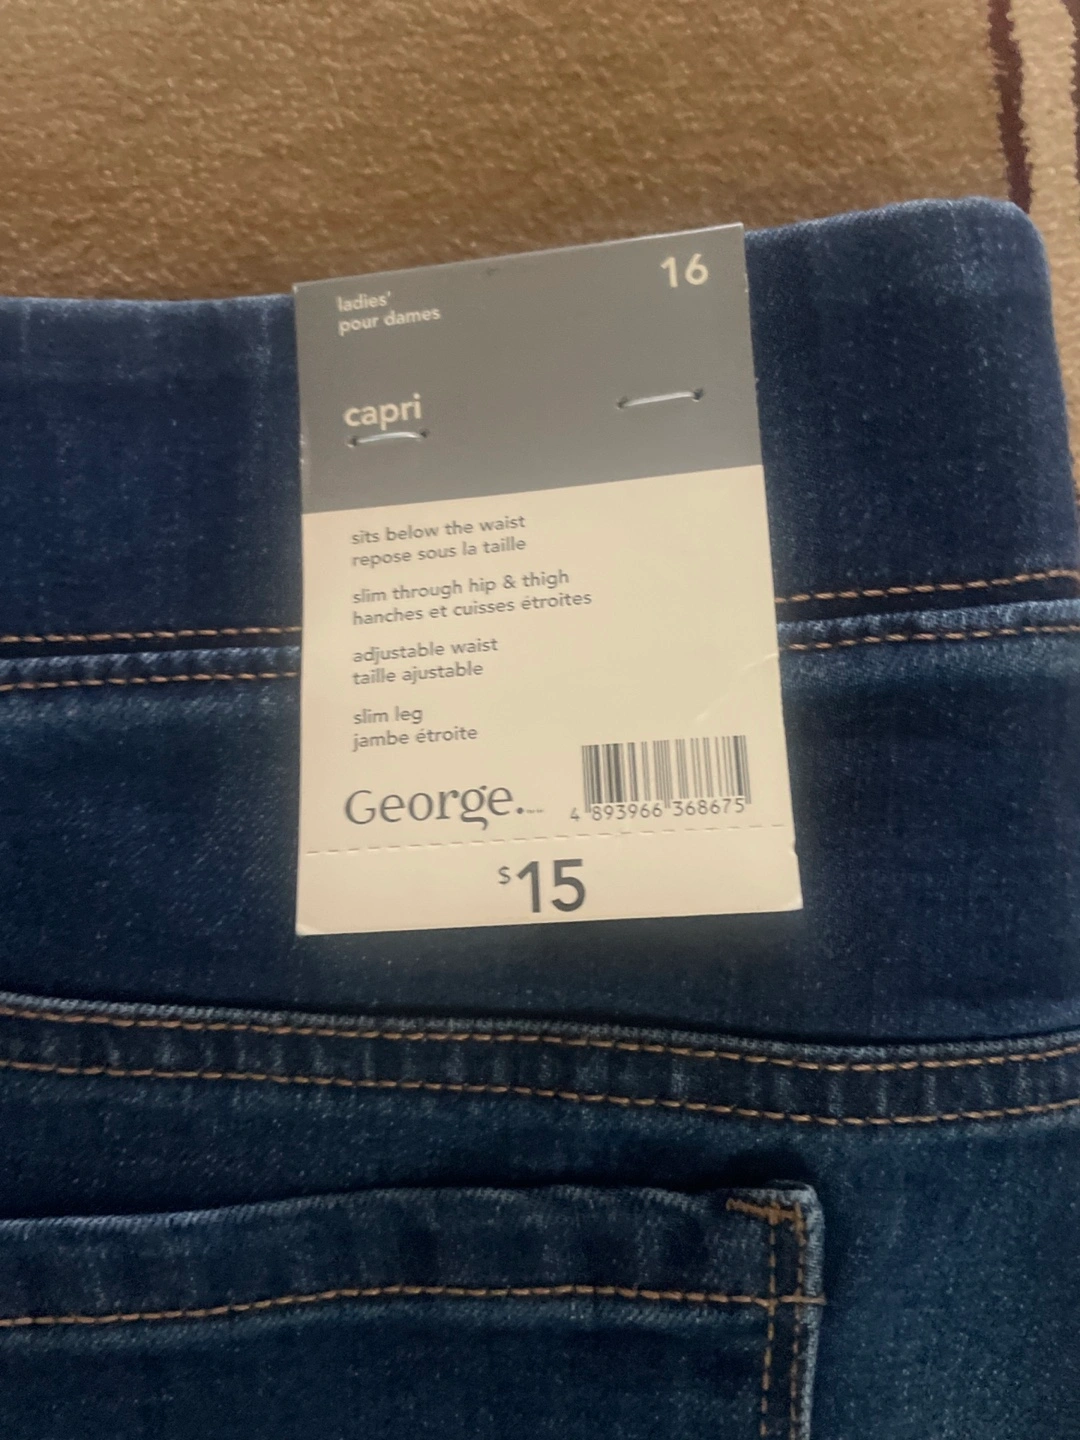 ladies'
pour dames
16
capri
sits below the waist
repose sous la taille
slim through hip & thigh
hanches et cuisses étroites
adjustable waist
taille ajustable
slim leg
jambe étroite
George.
4 893966 368675
$15